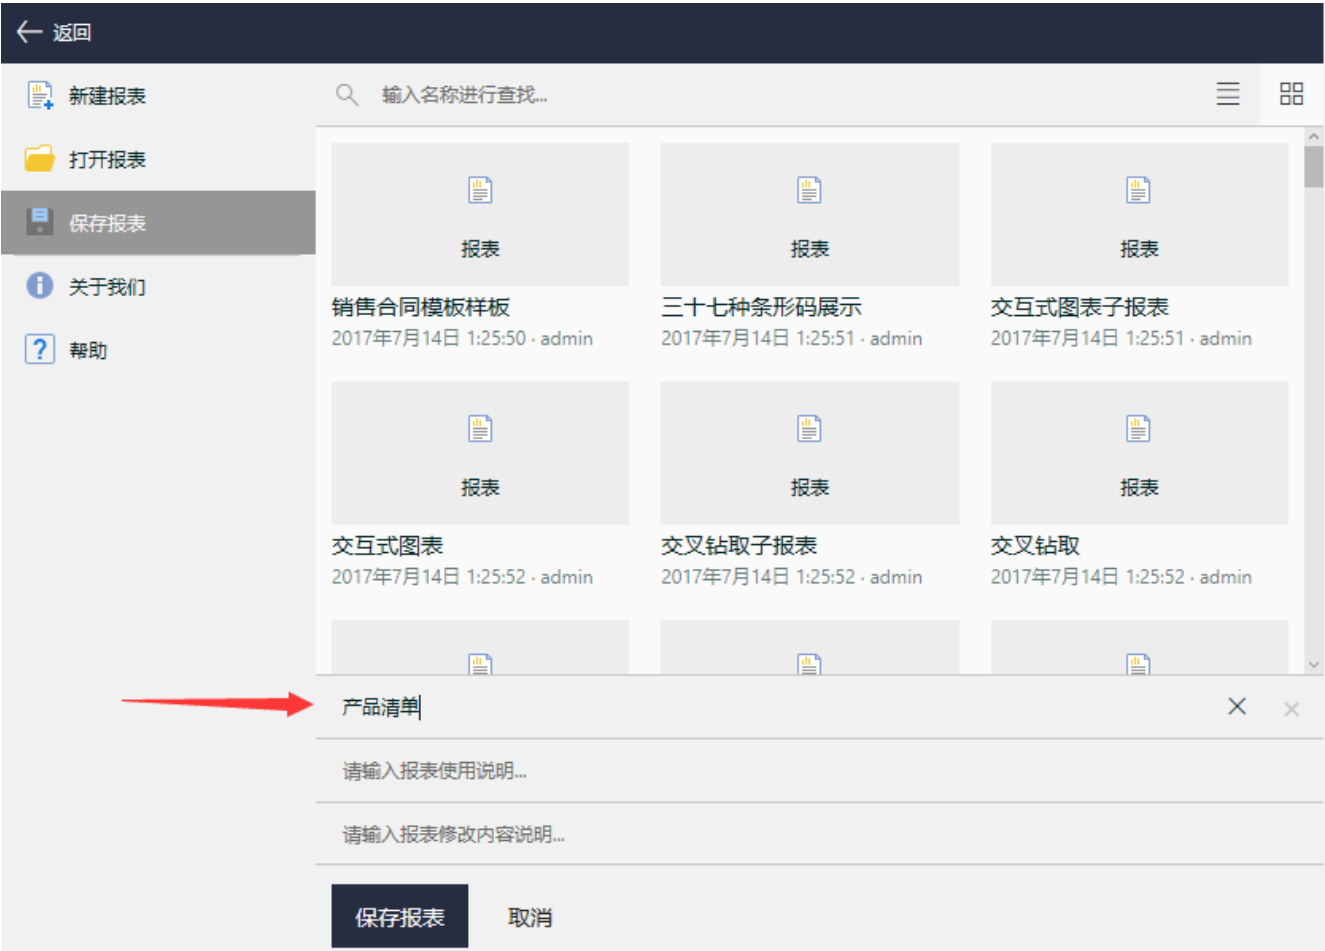 返回
新建报表
打开报表
保存报表
关于我们
帮助
输入名称进行查找...
报表
报表
报表
销售合同模板样板
三十七种条形码展示
交互式图表子报表
2017年7月14日 1:25:50 · admin
2017年7月14日 1:25:51 · admin
2017年7月14日 1:25:51 · admin
报表
报表
报表
交互式图表
交叉钻取子报表
交叉钻取
2017年7月14日 1:25:52 · admin
2017年7月14日 1:25:52 · admin
2017年7月14日 1:25:52 · admin
产品清单
请输入报表使用说明...
请输入报表修改内容说明...
保存报表
取消